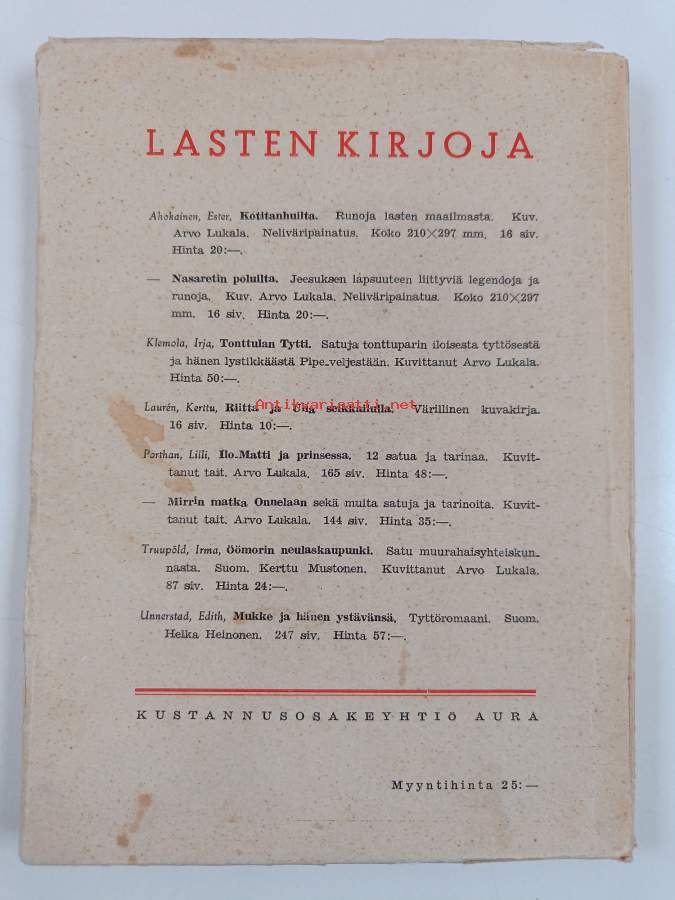 LASTEN KIRJOJA
Ahokainen, Ester, Kotitanhuilta. Runoja lasten maailmasta. Kuv.
Arvo Lukala. Neliväripainatus. Koko 210×297 mm. 16 siv.
Hinta 20:—.
— Nasaretin poluilta. Jeesuksen lapsuuteen liittyviä legendoja ja
runoja. Kuv. Arvo Lukala. Neliväripainatus. Koko 210×297
mm. 16 siv. Hinta 20:—.
Klemola, Irja, Tonttulan Tytti. Satuja tonttuparin iloisesta tyttösestä
ja hänen lystikkäästä Pipe-veljestään. Kuvittanut Arvo Lukala.
Hinta 50:—.
Laurén, Kerttu, Riitta ja seikkailulla. Värillinen kuvakirja.
Antikvariaatti.net
16 siv. Hinta 10:—.
Porthan, Lilli, Ilo-Matti ja prinsessa. 12 satua ja tarinaa. Kuvit-
tanut tait. Arvo Lukala. 165 siv. Hinta 48:—.
— Mirrin matka Onnelaan sekä muita satuja ja tarinoita. Kuvit-
tanut tait. Arvo Lukala. 144 siv. Hinta 35:—.
Truupõld, Irma, Öömorin neulaskaupunki. Satu muurahaisyhteiskun-
nasta. Suom. Kerttu Mustonen. Kuvittanut Arvo Lukala.
87 siv. Hinta 24:—.
Unnerstad, Edith, Mukke ja hänen ystävänsä. Tyttöromaani. Suom.
Helka Heinonen. 247 siv. Hinta 57:—.
KUSTANNUSOSAKEYHTIÖ AURA
Myyntihinta 25:—